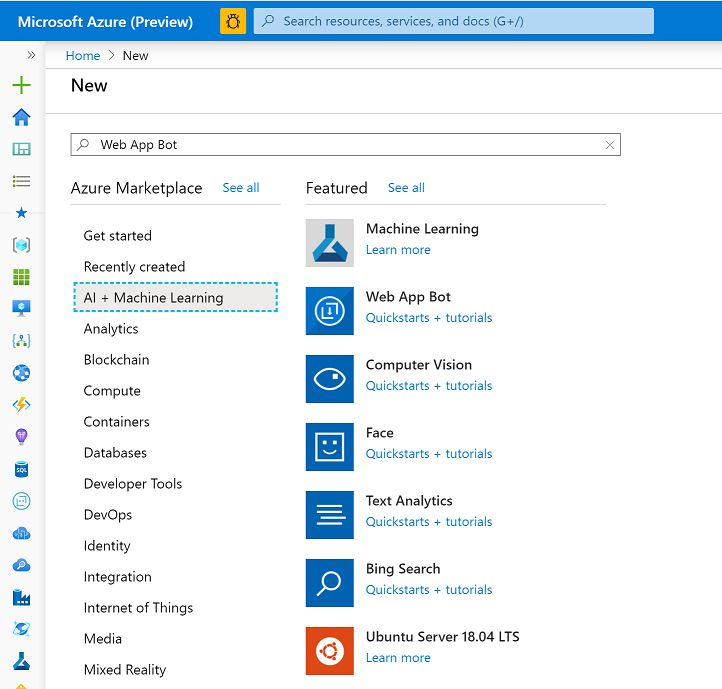 Microsoft Azure (Preview)
Search resources, services, and docs (G+/)
Home > New
New
Web App Bot
Azure Marketplace See all
Get started
Recently created
AI + Machine Learning
Analytics
Blockchain
Compute
Containers
Databases
Developer Tools
DevOps
Identity
Integration
Internet of Things
Media
Mixed Reality
Featured See all
Machine Learning
Learn more
Web App Bot
Quickstarts + tutorials
Computer Vision
Quickstarts + tutorials
Face
Quickstarts + tutorials
Text Analytics
Quickstarts + tutorials
Bing Search
Quickstarts + tutorials
Ubuntu Server 18.04 LTS
Learn more
SQL